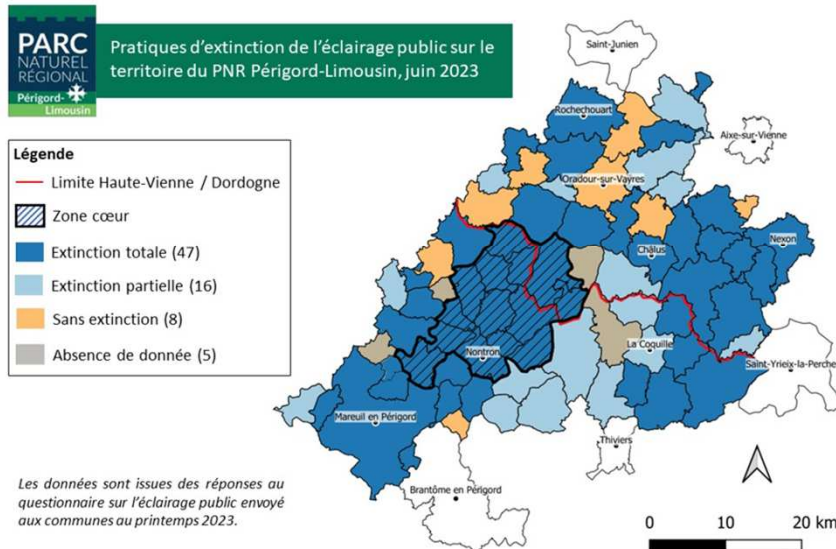 PARC
NATUREL
RÉGIONAL
Périgord-
Limousin
Pratiques d'extinction de l'éclairage public sur le
territoire du PNR Périgord-Limousin, juin 2023
Légende
Limite Haute-Vienne / Dordogne
Zone cœur
Extinction totale (47)
Extinction partielle (16)
Sans extinction (8)
Absence de donnée (5)
Saint-Junien
Rochechouart
Aixe-sur-Vienne
Oradour-sur-Vayres
Nexon
Châlus
La Coquille
Nontron
Saint-Yrieix-la-Perche
Mareuil en Périgord
Thiviers
Brantôme en Périgord
Les données sont issues des réponses au
questionnaire sur l'éclairage public envoyé
aux communes au printemps 2023.
0 10 20 km